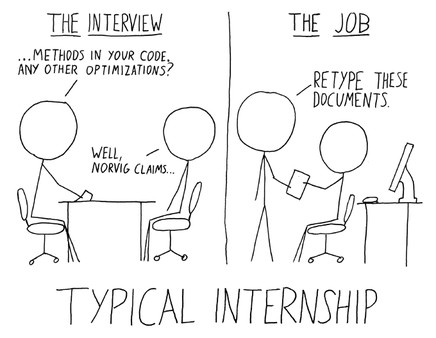 THE INTERVIEW
...METHODS IN YOUR CODE,
ANY OTHER OPTIMIZATIONS?
WELL,
NORVIG CLAIMS...
THE JOB
RETYPE THESE
DOCUMENTS.
TYPICAL INTERNSHIP